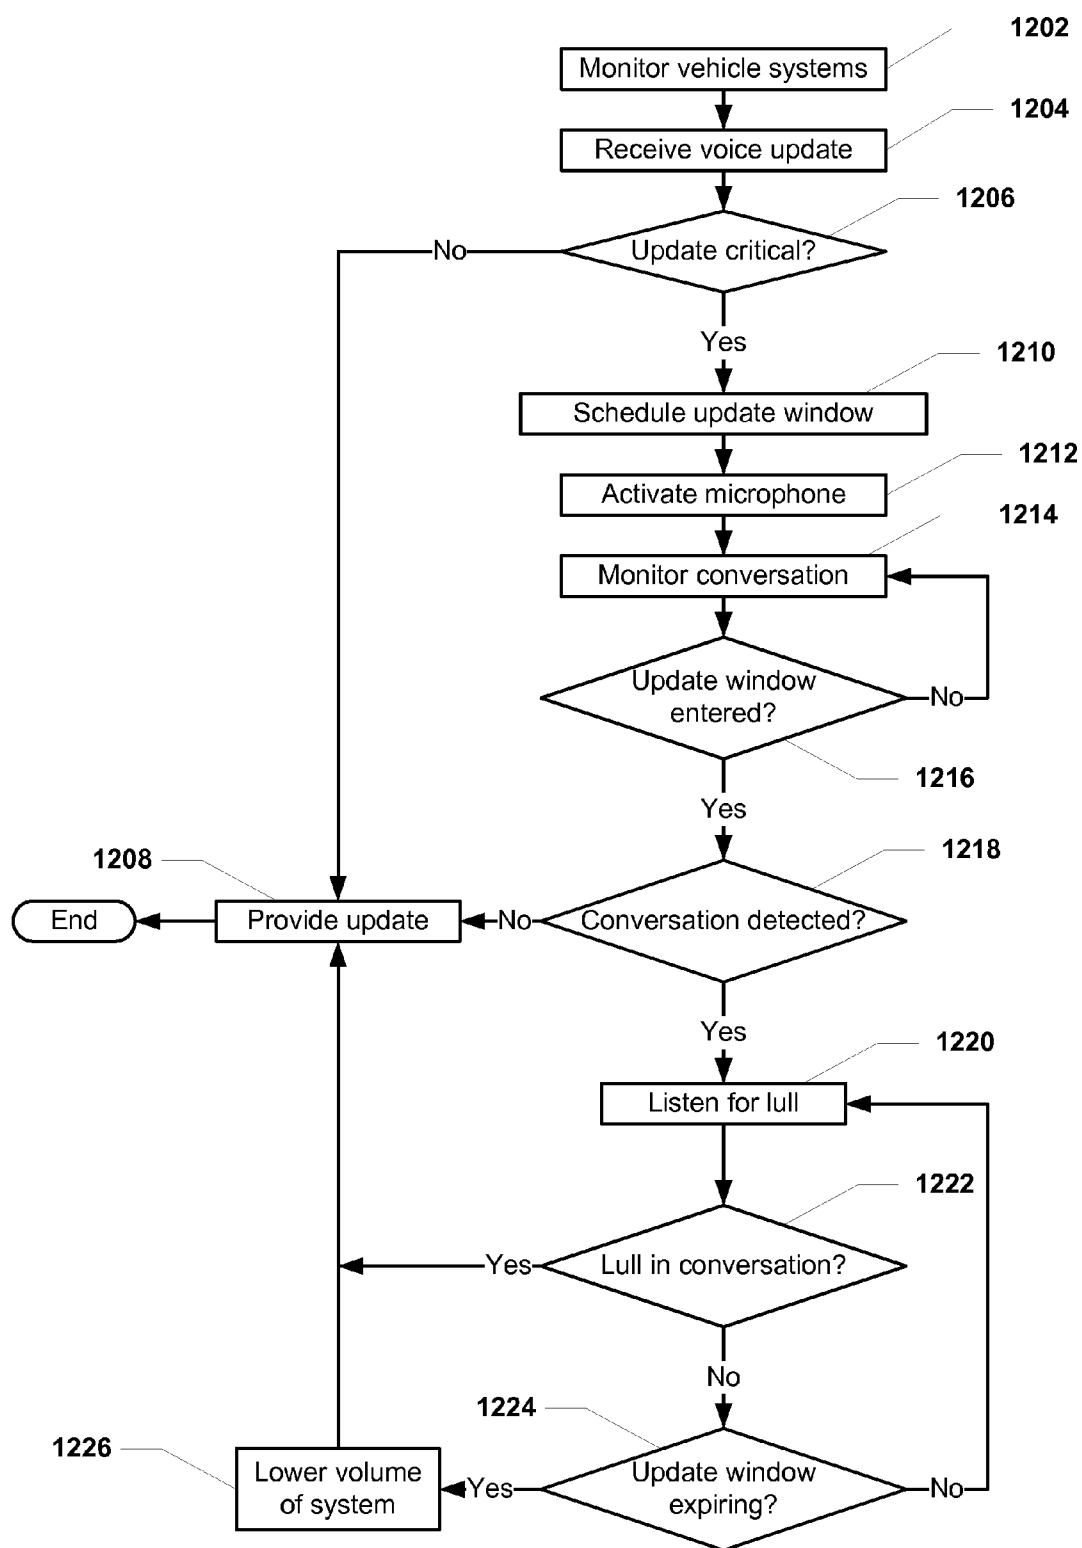 1202
Monitor vehicle systems
1204
Receive voice update
1206
Update critical?
No
Yes
1210
Schedule update window
1212
Activate microphone
1214
Monitor conversation
Update window
entered?
No
1216
Yes
1208
1218
End
Provide update
No
Conversation detected?
Yes
1220
Listen for lull
1222
Yes
Lull in conversation?
No
1224
1226
Lower volume
of system
Yes
Update window
expiring?
No